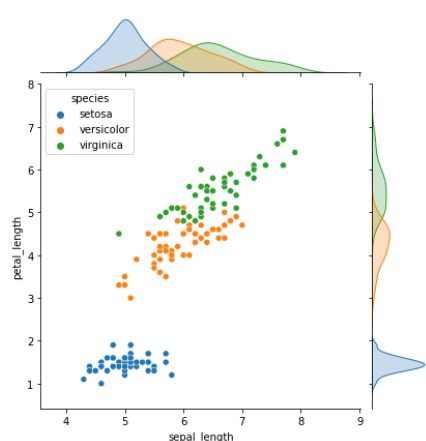 species
setosa
versicolor
virginica
petal_length
8
7
6
5
4
3
2
1
4 5 6 7 8 9
sepal_length